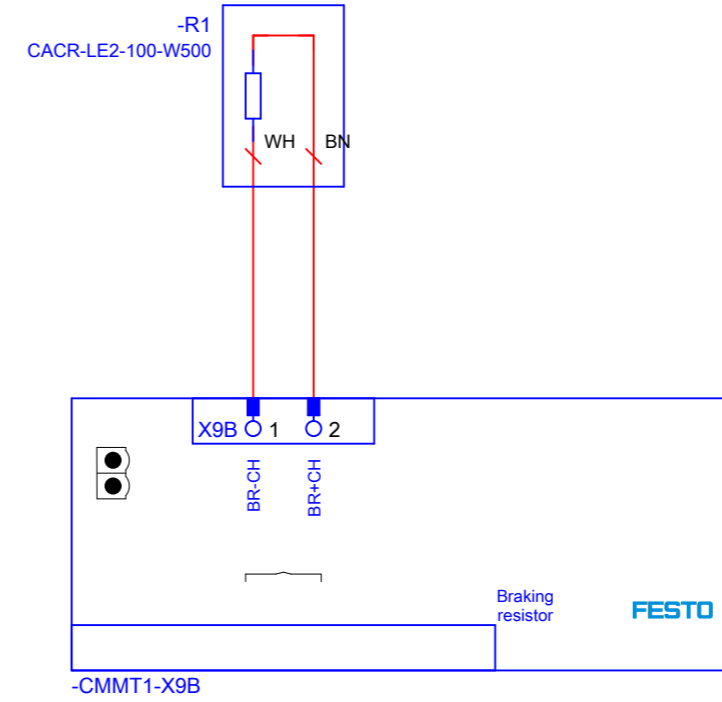 -R1
CACR-LE2-100-W500
WH BN
X9B 1 2
BR-CH
BR+CH
Braking
resistor
FESTO
-CMMT1-X9B